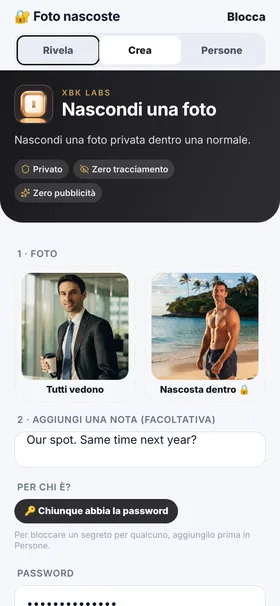 🔐 Foto nascoste
Blocca
Rivela
Crea
Persone
XBK LABS
Nascondi una foto
Nascondi una foto privata dentro una normale.
Privato
Zero tracciamento
Zero pubblicità
1 · FOTO
Tutti vedono
Nascosta dentro 🔒
2 · AGGIUNGI UNA NOTA (FACOLTATIVA)
Our spot. Same time next year?
PER CHI È?
🔑 Chiunque abbia la password
Per bloccare un segreto per qualcuno, aggiungilo prima in
Persone.
PASSWORD
••••••••••••••